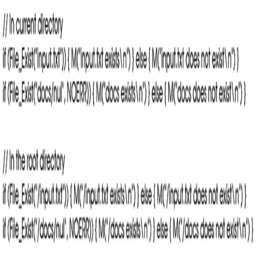 // In current directory
if (File_Exist("input.txt")) { M("input.txt exists\n") } else { M("input.txt does not exist\n") }
if (File_Exist("docs/nul", NOERR)) { M("docs exists\n") } else { M("docs does not exist\n") }
// In the root directory
if (File_Exist("/input.txt")) { M("/input.txt exists\n") } else { M("/input.txt does not exist\n") }
if (File_Exist("/docs/nul", NOERR)) { M("/docs exists\n") } else { M("/docs does not exist\n") }